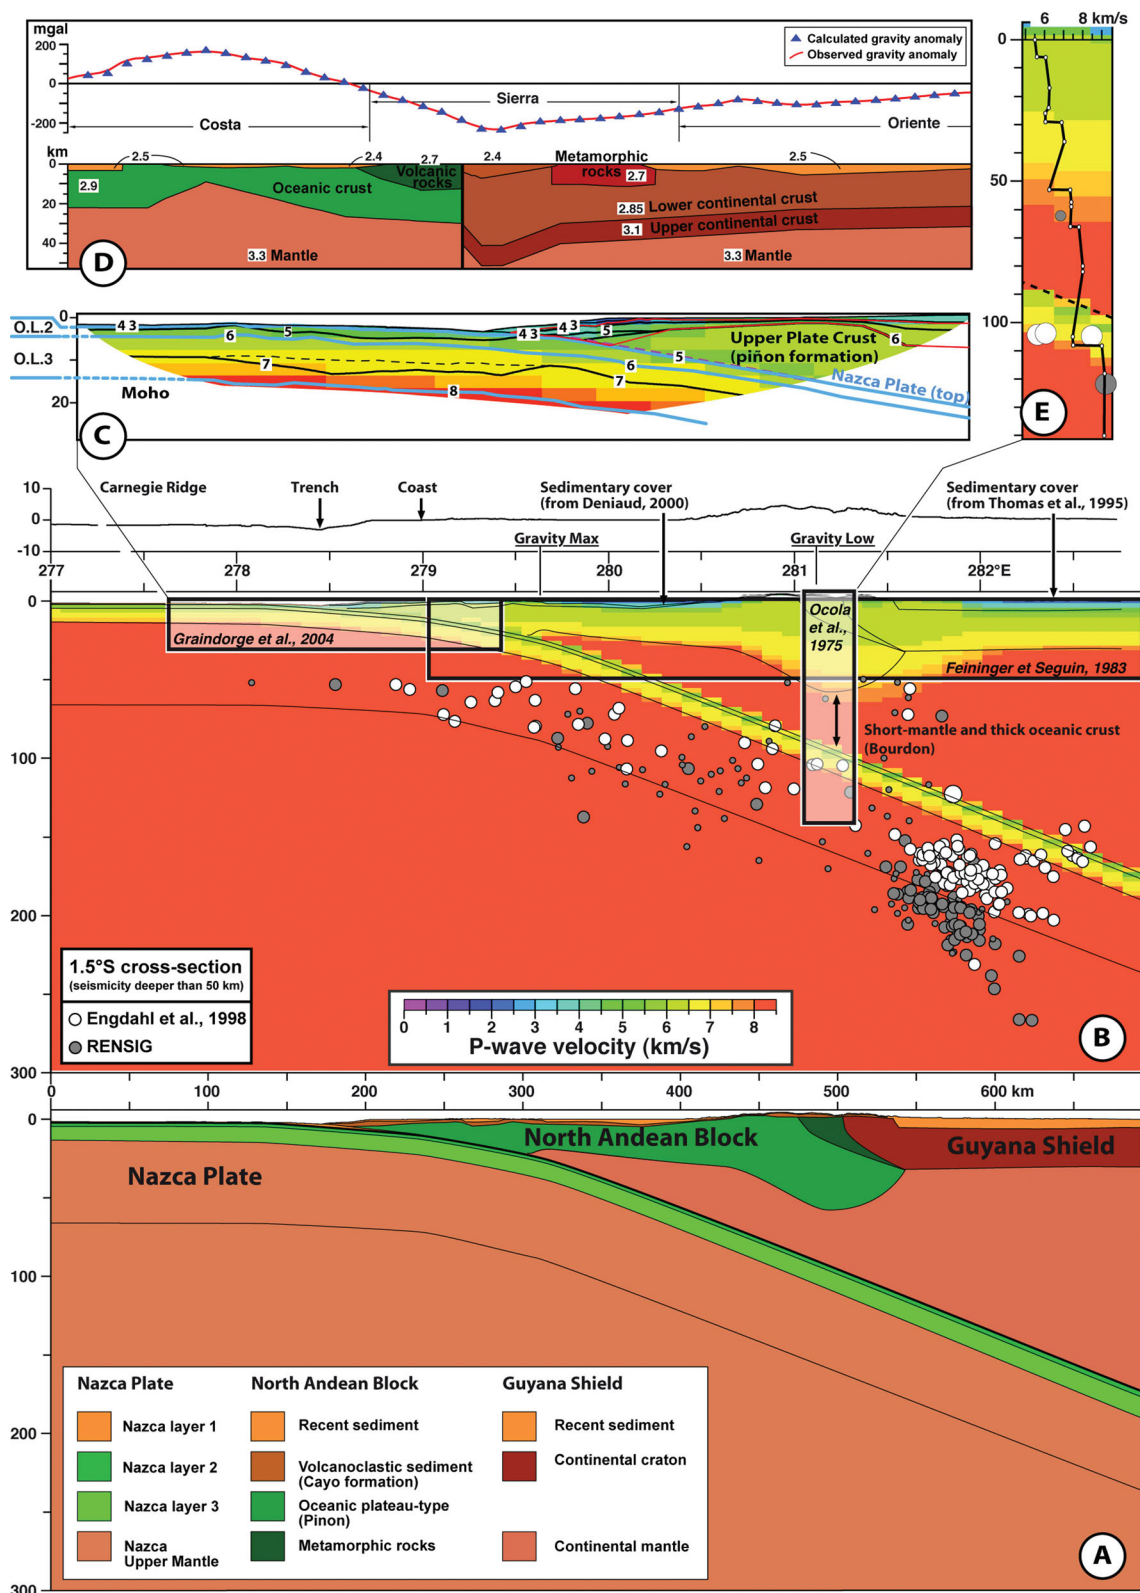 mgal
200
0
-200
Calculated gravity anomaly
Observed gravity anomaly
Costa
Sierra
Oriente
km
0
20
40
2.5
2.4
2.7
2.4
Metamorphic
rocks
2.7
2.5
Volcanic
rocks
2.9
Oceanic crust
2.85
Lower continental crust
3.1
Upper continental crust
3.3 Mantle
3.3 Mantle
D
6
8 km/s
0
50
100
E
0
O.L.2
O.L.3
Moho
20
4 3
6
5
4 3
4 3
5
6
7
5
6
7
8
Upper Plate Crust
(piñon formation)
Nazca Plate (top)
C
10
0
-10
Carnegie Ridge
Trench
Coast
Sedimentary cover
(from Deniaud, 2000)
Sedimentary cover
(from Thomas et al., 1995)
Gravity Max
Gravity Low
277
278
279
280
281
282°E
0
100
200
300
Graindorge et al., 2004
Ocola
et al.,
1975
Feininger et Seguin, 1983
Short-mantle and thick oceanic crust
(Bourdon)
1.5°S cross-section
(seismicity deeper than 50 km)
Engdahl et al., 1998
RENSIG
0 1 2 3 4 5 6 7 8
P-wave velocity (km/s)
B
0
100
200
300
400
500
600 km
0
100
200
300
North Andean Block
Guyana Shield
Nazca Plate
Nazca Plate
Nazca layer 1
Nazca layer 2
Nazca layer 3
Nazca
Upper Mantle
North Andean Block
Recent sediment
Volcanoclastic sediment
(Cayo formation)
Oceanic plateau-type
(Pinon)
Metamorphic rocks
Guyana Shield
Recent sediment
Continental craton
Continental mantle
A